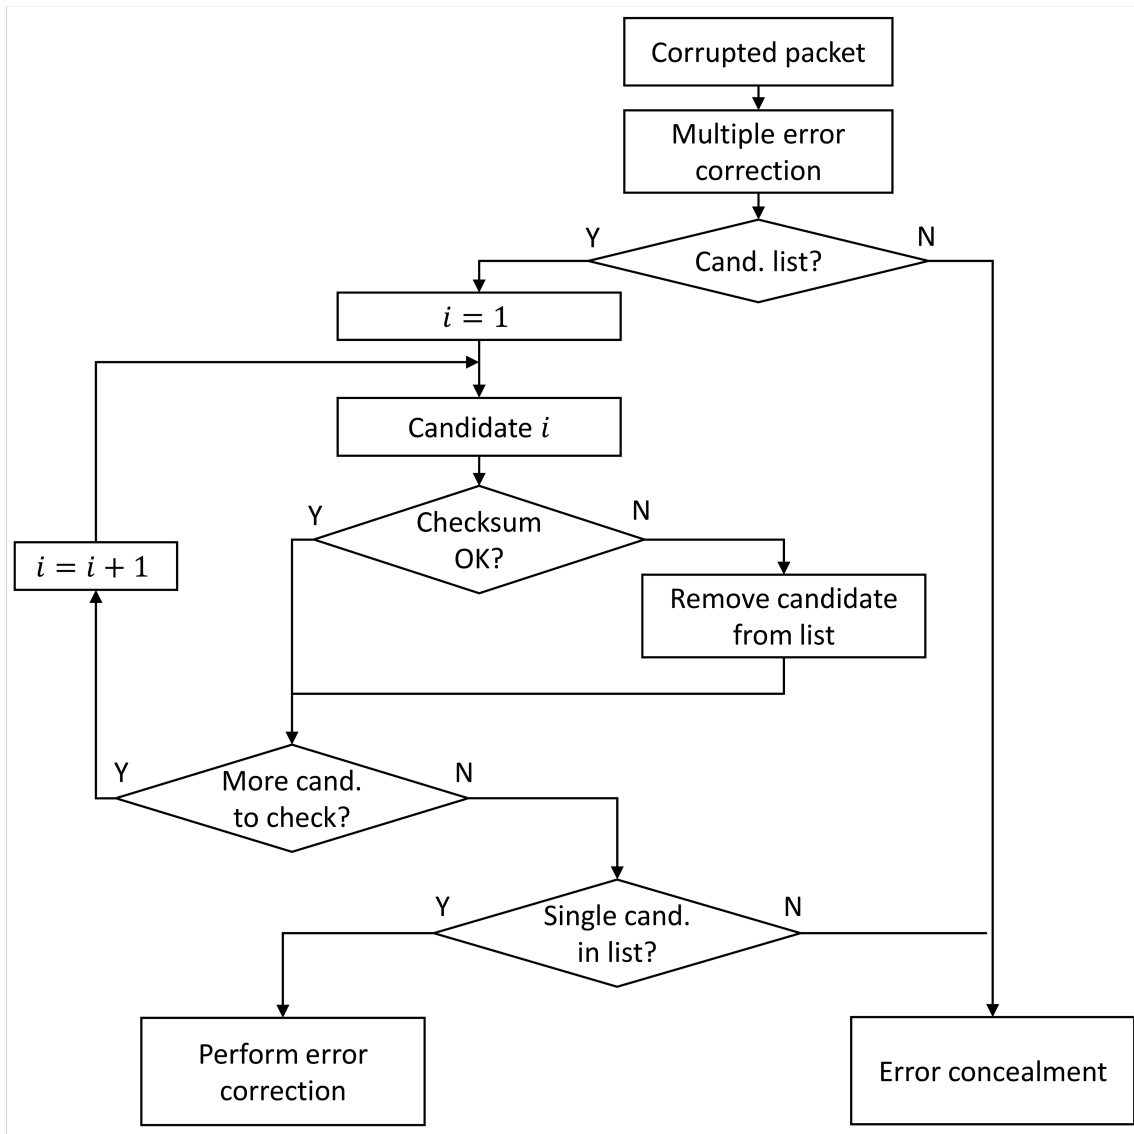 Corrupted packet
Multiple error
correction
Y
N
Cand. list?
i = 1
Candidate i
Y
N
Checksum
OK?
i = i + 1
Remove candidate
from list
Y
N
More cand.
to check?
Y
N
Single cand.
in list?
Perform error
correction
Error concealment